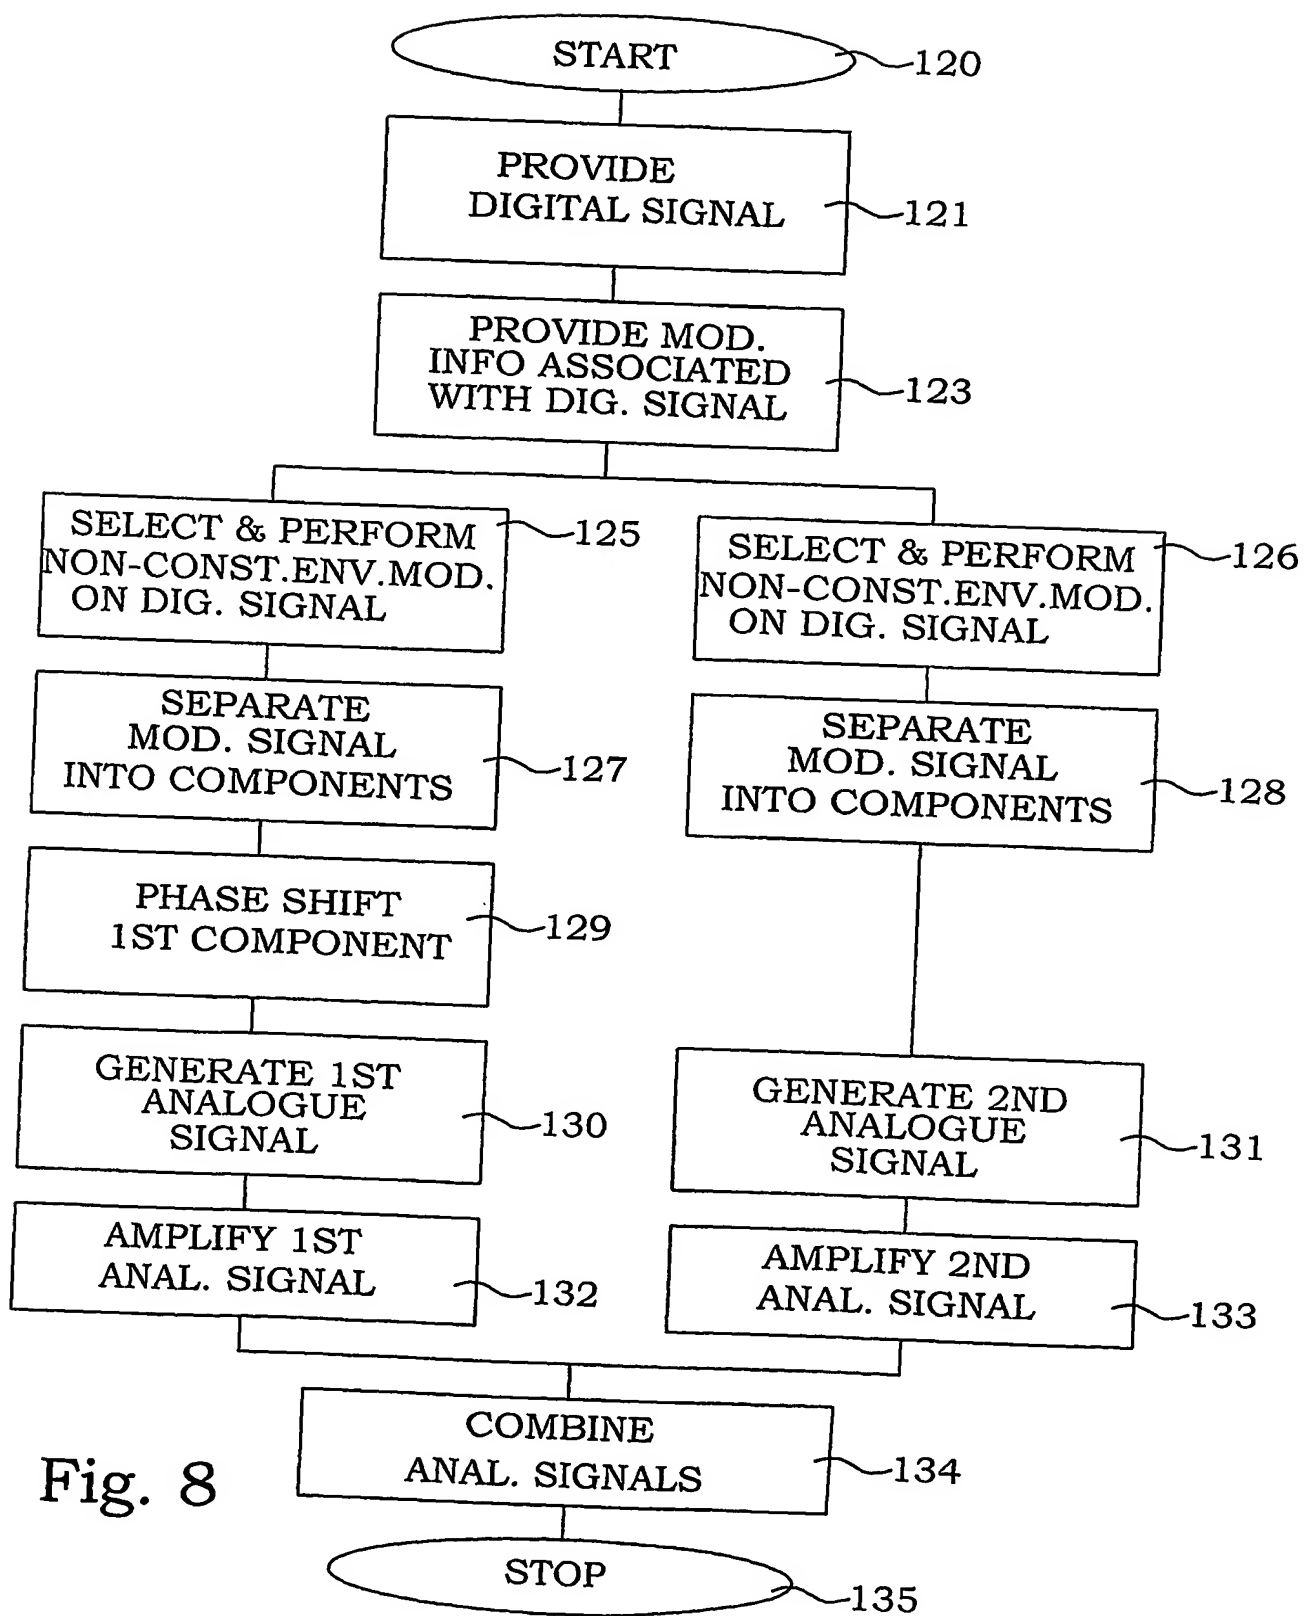 START
120
PROVIDE
DIGITAL SIGNAL
121
PROVIDE MOD.
INFO ASSOCIATED
WITH DIG. SIGNAL
123
SELECT & PERFORM
NON-CONST.ENV.MOD.
ON DIG. SIGNAL
125
SELECT & PERFORM
NON-CONST.ENV.MOD.
ON DIG. SIGNAL
126
SEPARATE
MOD. SIGNAL
INTO COMPONENTS
127
SEPARATE
MOD. SIGNAL
INTO COMPONENTS
128
PHASE SHIFT
1ST COMPONENT
129
GENERATE 1ST
ANALOGUE
SIGNAL
130
GENERATE 2ND
ANALOGUE
SIGNAL
131
AMPLIFY 1ST
ANAL. SIGNAL
132
AMPLIFY 2ND
ANAL. SIGNAL
133
COMBINE
ANAL. SIGNALS
134
Fig. 8
STOP
135